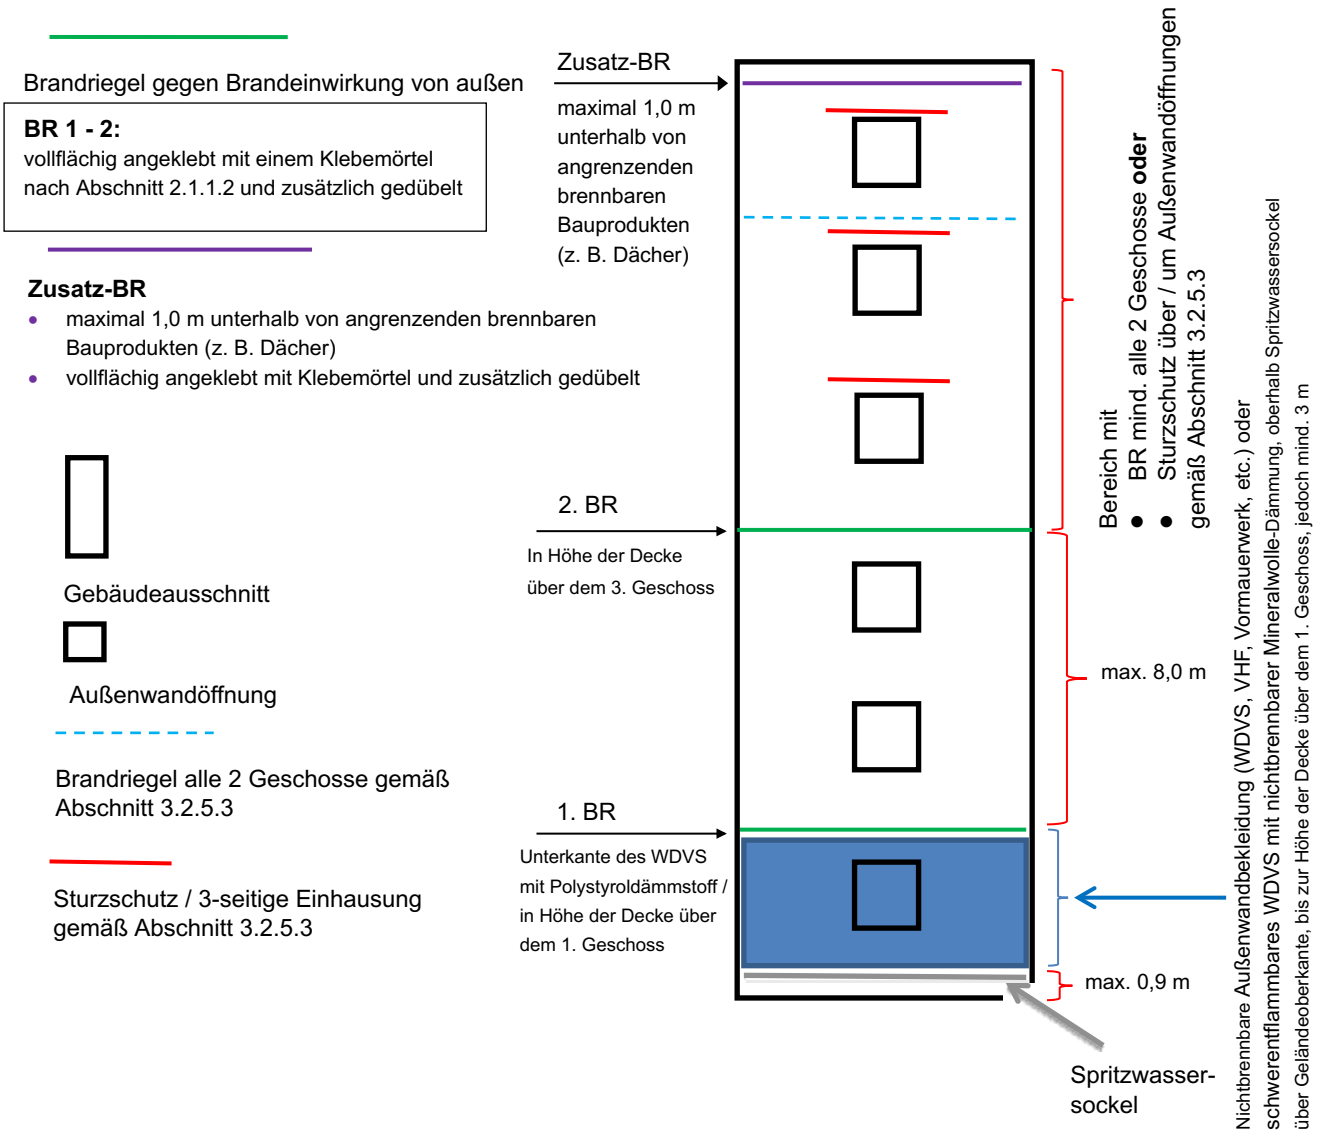 Brandriegel gegen Brandeinwirkung von außen
BR 1 - 2:
vollflächig angeklebt mit einem Klebemörtel
nach Abschnitt 2.1.1.2 und zusätzlich gedübelt
Zusatz-BR
• maximal 1,0 m unterhalb von angrenzenden brennbaren
Bauprodukten (z. B. Dächer)
• vollflächig angeklebt mit Klebemörtel und zusätzlich gedübelt
Gebäudeausschnitt
Außenwandöffnung
Brandriegel alle 2 Geschosse gemäß
Abschnitt 3.2.5.3
Sturzschutz / 3-seitige Einhausung
gemäß Abschnitt 3.2.5.3
Zusatz-BR
maximal 1,0 m
unterhalb von
angrenzenden
brennbaren
Bauprodukten
(z. B. Dächer)
2. BR
In Höhe der Decke
über dem 3. Geschoss
1. BR
Unterkante des WDVS
mit Polystyroldämmstoff /
in Höhe der Decke über
dem 1. Geschoss
Bereich mit
● BR mind. alle 2 Geschosse oder
● Sturzschutz über / um Außenwandöffnungen
gemäß Abschnitt 3.2.5.3
max. 8,0 m
max. 0,9 m
Spritzwasser-
sockel
Nichtbrennbare Außenwandbekleidung (WDVS, VHF, Vormauerwerk, etc.) oder
schwerentflammbares WDVS mit nichtbrennbarer Mineralwolle-Dämmung, oberhalb Spritzwassersockel
über Geländeoberkante, bis zur Höhe der Decke über dem 1. Geschoss, jedoch mind. 3 m